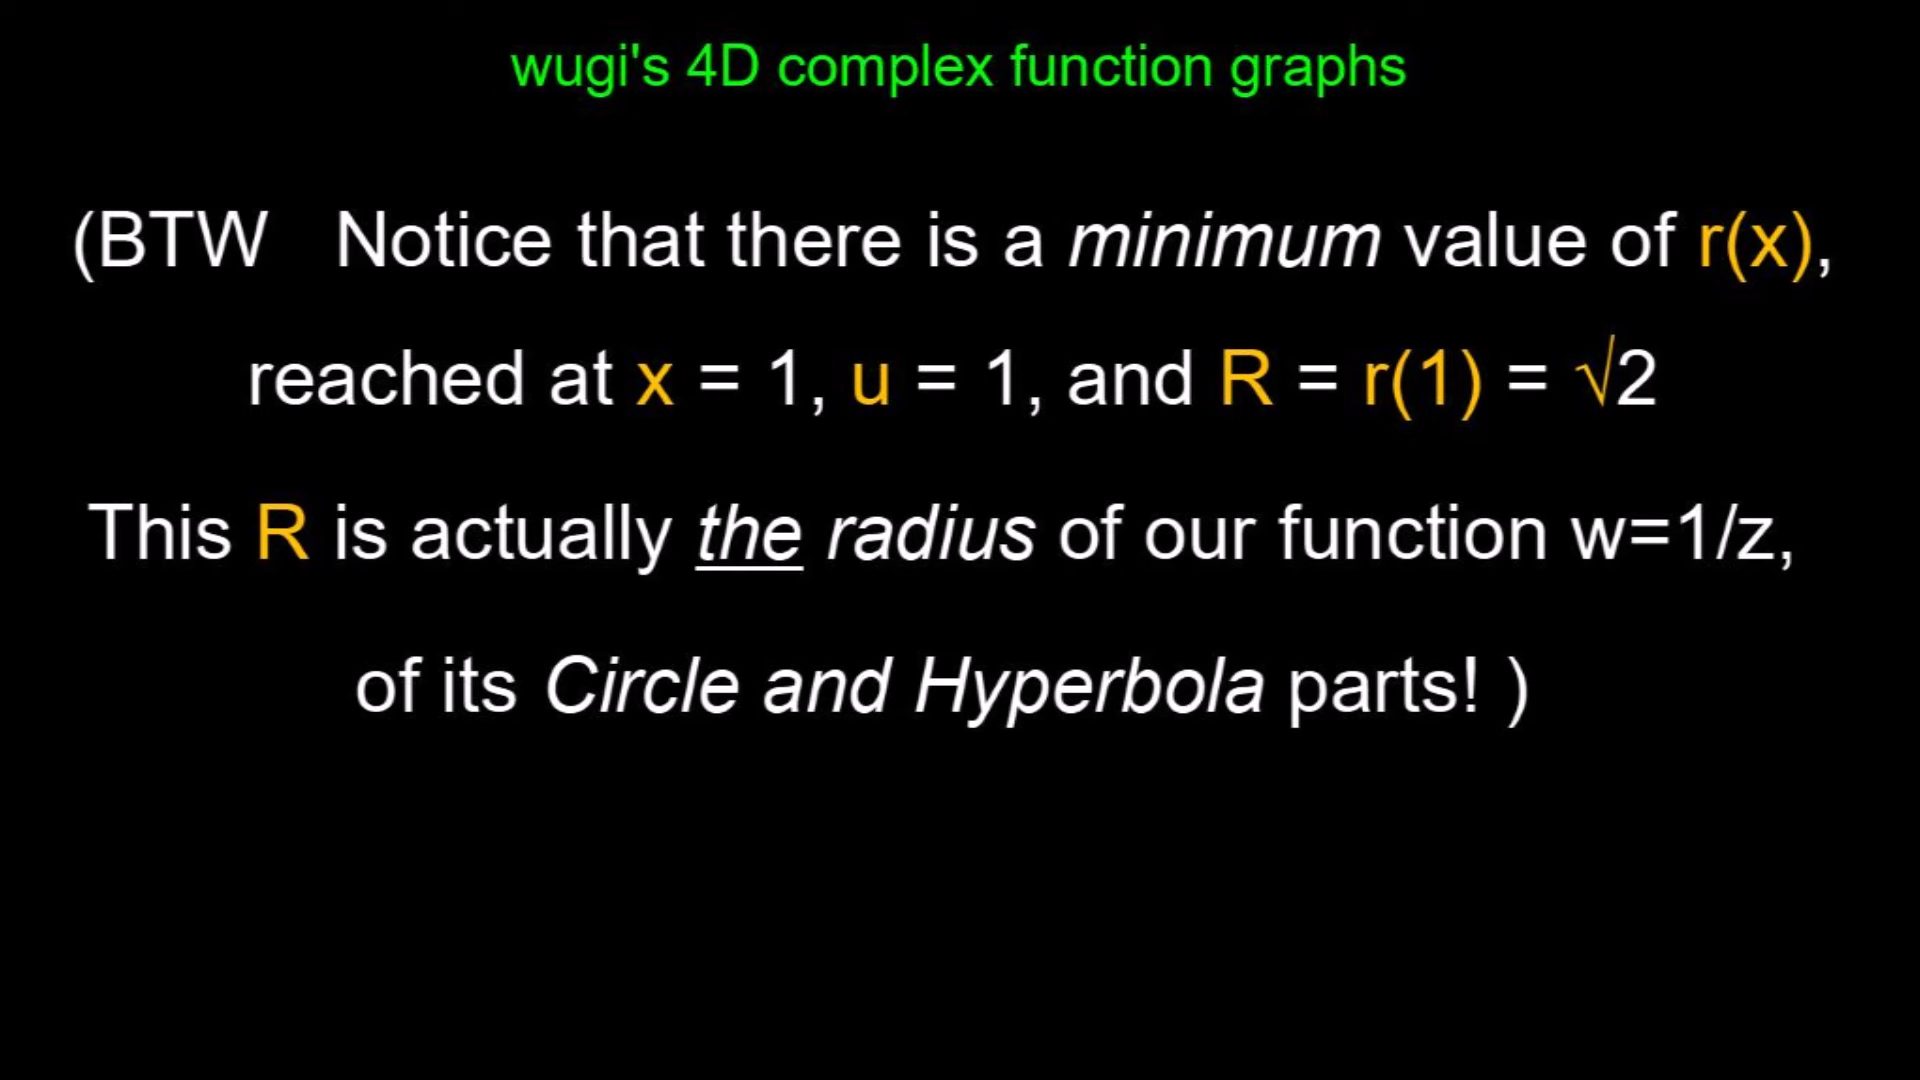 wugi's 4D complex function graphs
(BTW   Notice that there is a minimum value of r(x),
reached at x = 1, u = 1, and R = r(1) = √2
This R is actually the radius of our function w=1/z,
of its Circle and Hyperbola parts! )